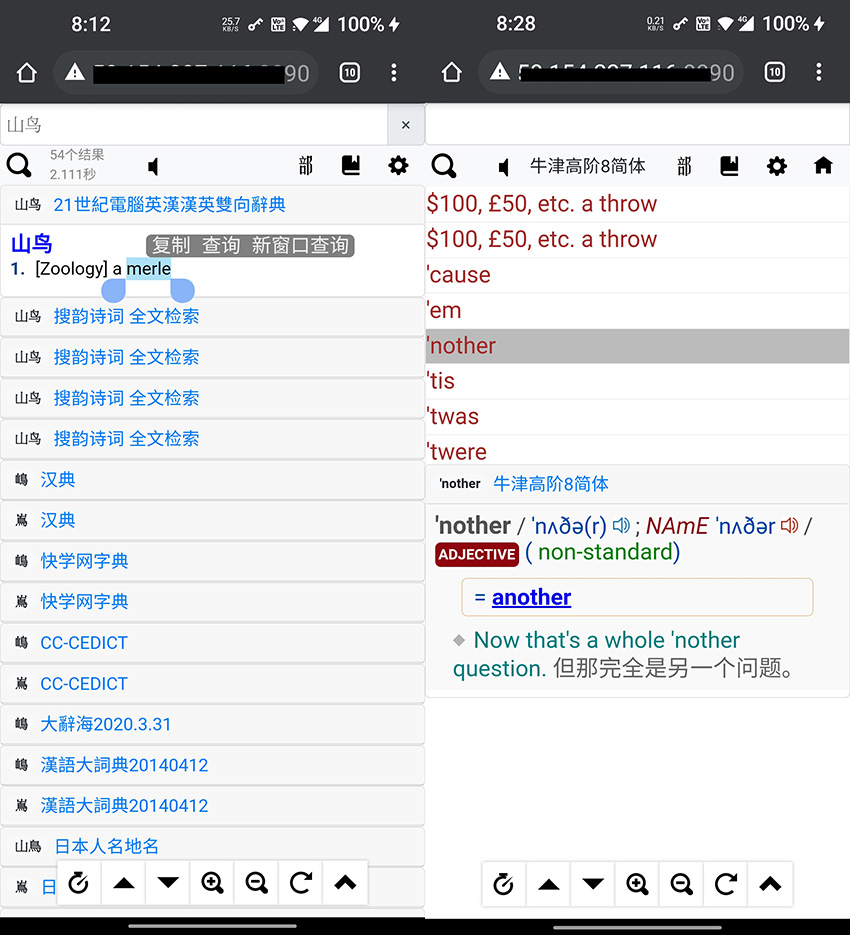 8:12
25.7 KB/S
VoLTE
4G
100%
90
10
山鸟
×
54个结果
2.111秒
部
山鸟 21世紀電腦英漢漢英雙向辭典
山鸟
复制 查询 新窗口查询
1. [Zoology] a merle
山鸟 搜韵诗词 全文检索
山鸟 搜韵诗词 全文检索
山鸟 搜韵诗词 全文检索
山鸟 搜韵诗词 全文检索
嶋 汉典
嶌 汉典
嶋 快学网字典
嶌 快学网字典
嶋 CC-CEDICT
嶌 CC-CEDICT
嶋 大辭海2020.3.31
嶋 漢語大詞典20140412
嶌 漢語大詞典20140412
山鳥 日本人名地名
嶌 日
8:28
0.21 KB/S
VoLTE
4G
100%
90
10
牛津高阶8简体
部
$100, £50, etc. a throw
$100, £50, etc. a throw
'cause
'em
'nother
'tis
'twas
'twere
'nother 牛津高阶8简体
'nother / ˈnʌðə(r) ; NAmE ˈnʌðər /
ADJECTIVE ( non-standard)
= another
Now that's a whole 'nother
question. 但那完全是另一个问题。